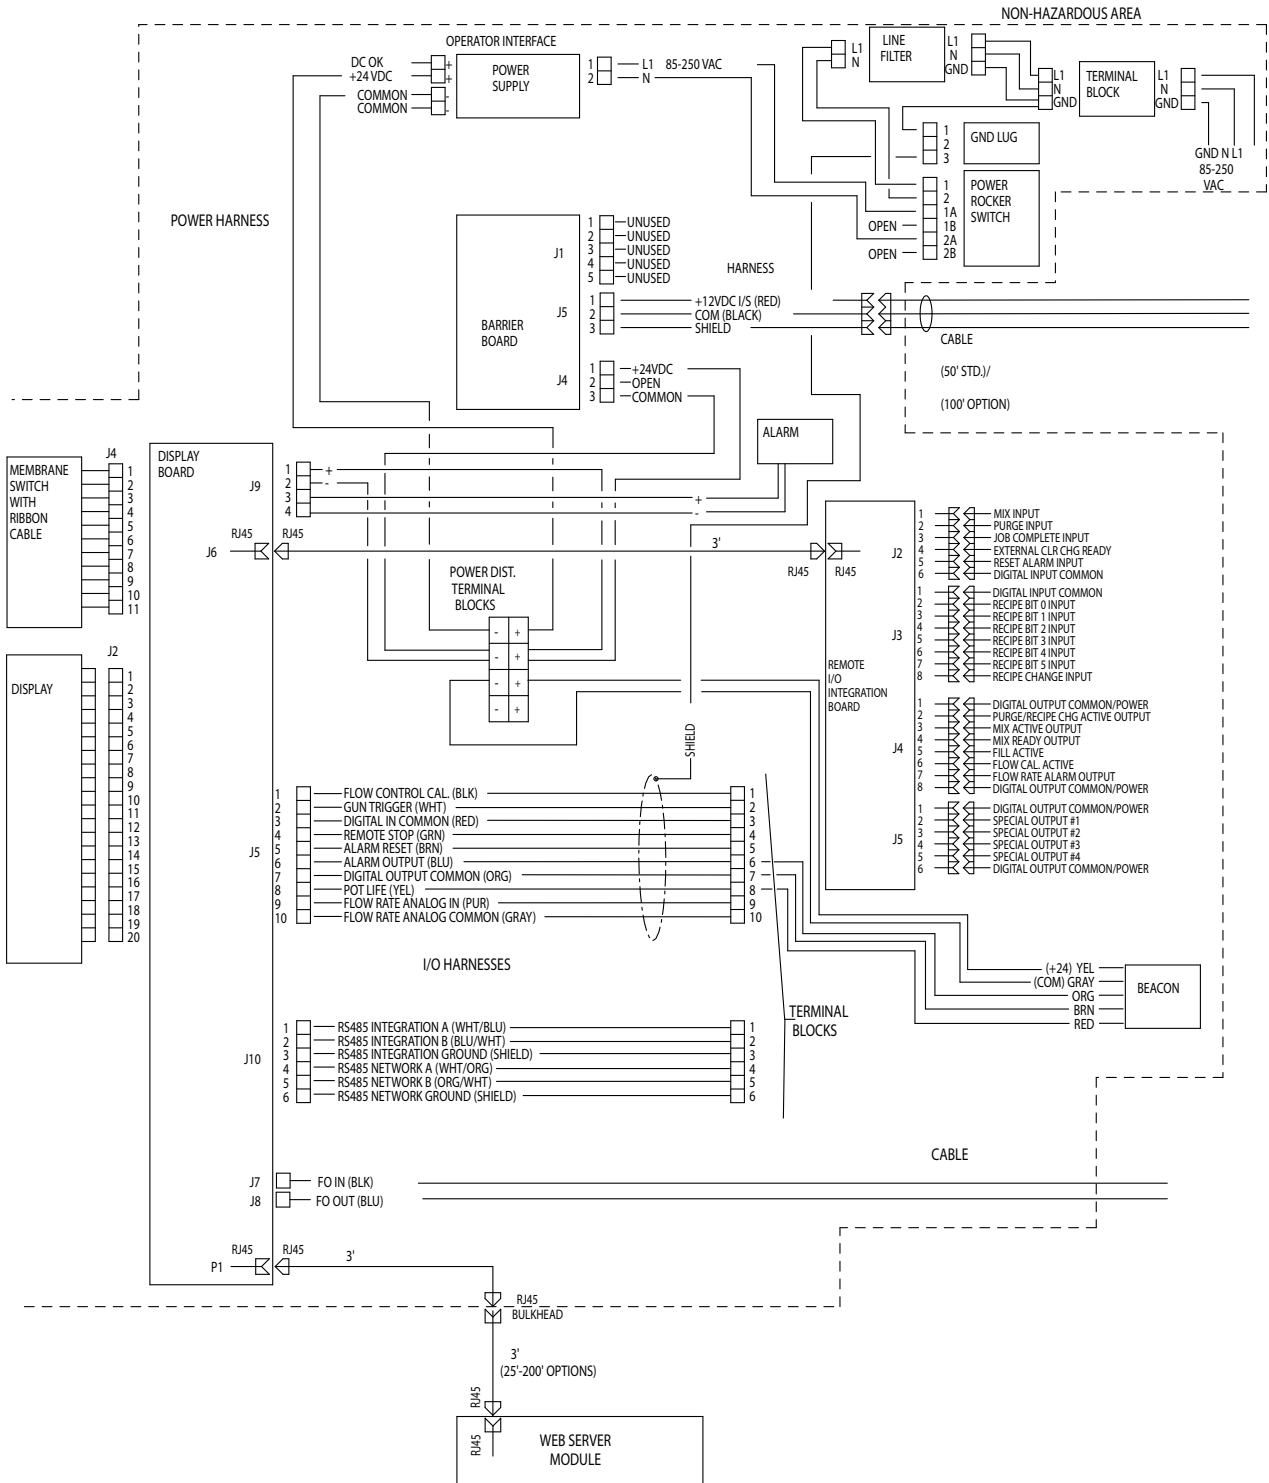 NON-HAZARDOUS AREA
OPERATOR INTERFACE
DC OK
+24 VDC
COMMON
COMMON
+
+
-
-
POWER
SUPPLY
1
2
L1 85-250 VAC
N
L1
N
LINE
FILTER
L1
N
GND
L1
N
GND
TERMINAL
BLOCK
L1
N
GND
GND N L1
85-250
VAC
1
2
3
GND LUG
1
2
1A
1B
2A
2B
OPEN
OPEN
POWER
ROCKER
SWITCH
POWER HARNESS
BARRIER
BOARD
J1
1 UNUSED
2 UNUSED
3 UNUSED
4 UNUSED
5 UNUSED
HARNESS
J5
1 +12VDC I/S (RED)
2 COM (BLACK)
3 SHIELD
J4
1 +24VDC
2 OPEN
3 COMMON
CABLE
(50' STD.)/
(100' OPTION)
ALARM
MEMBRANE
SWITCH
WITH
RIBBON
CABLE
J4
1
2
3
4
5
6
7
8
9
10
11
DISPLAY
BOARD
J9
1 +
2 -
3
4
+
-
J6
RJ45
RJ45
3'
RJ45
RJ45
POWER DIST.
TERMINAL
BLOCKS
- +
- +
- +
- +
SHIELD
REMOTE
I/O
INTEGRATION
BOARD
J2
1 MIX INPUT
2 PURGE INPUT
3 JOB COMPLETE INPUT
4 EXTERNAL CLR CHG READY
5 RESET ALARM INPUT
6 DIGITAL INPUT COMMON
J3
1 DIGITAL INPUT COMMON
2 RECIPE BIT 0 INPUT
3 RECIPE BIT 1 INPUT
4 RECIPE BIT 2 INPUT
5 RECIPE BIT 3 INPUT
6 RECIPE BIT 4 INPUT
7 RECIPE BIT 5 INPUT
8 RECIPE CHANGE INPUT
J4
1 DIGITAL OUTPUT COMMON/POWER
2 PURGE/RECIPE CHG ACTIVE OUTPUT
3 MIX ACTIVE OUTPUT
4 MIX READY OUTPUT
5 FILL ACTIVE
6 FLOW CAL. ACTIVE
7 FLOW RATE ALARM OUTPUT
8 DIGITAL OUTPUT COMMON/POWER
J5
1 DIGITAL OUTPUT COMMON/POWER
2 SPECIAL OUTPUT #1
3 SPECIAL OUTPUT #2
4 SPECIAL OUTPUT #3
5 SPECIAL OUTPUT #4
6 DIGITAL OUTPUT COMMON/POWER
DISPLAY
J2
1
2
3
4
5
6
7
8
9
10
11
12
13
14
15
16
17
18
19
20
J5
1 FLOW CONTROL CAL. (BLK) 1
2 GUN TRIGGER (WHT) 2
3 DIGITAL IN COMMON (RED) 3
4 REMOTE STOP (GRN) 4
5 ALARM RESET (BRN) 5
6 ALARM OUTPUT (BLU) 6
7 DIGITAL OUTPUT COMMON (ORG) 7
8 POT LIFE (YEL) 8
9 FLOW RATE ANALOG IN (PUR) 9
10 FLOW RATE ANALOG COMMON (GRAY) 10
I/O HARNESSES
(+24) YEL
(COM) GRAY
ORG
BRN
RED
BEACON
TERMINAL
BLOCKS
J10
1 RS485 INTEGRATION A (WHT/BLU) 1
2 RS485 INTEGRATION B (BLU/WHT) 2
3 RS485 INTEGRATION GROUND (SHIELD) 3
4 RS485 NETWORK A (WHT/ORG) 4
5 RS485 NETWORK B (ORG/WHT) 5
6 RS485 NETWORK GROUND (SHIELD) 6
CABLE
J7 FO IN (BLK)
J8 FO OUT (BLU)
P1
RJ45
RJ45
3'
RJ45
BULKHEAD
3'
(25'-200' OPTIONS)
RJ45
RJ45
WEB SERVER
MODULE